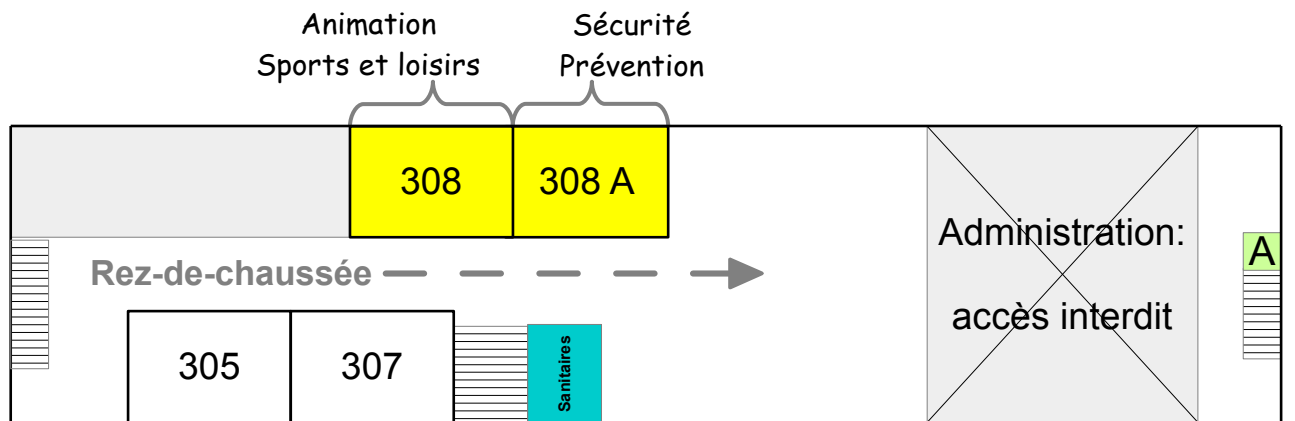 Animation
Sports et loisirs
Sécurité
Prévention
308
308 A
Administration:
accès interdit
A
Rez-de-chaussée
305
307
Sanitaires